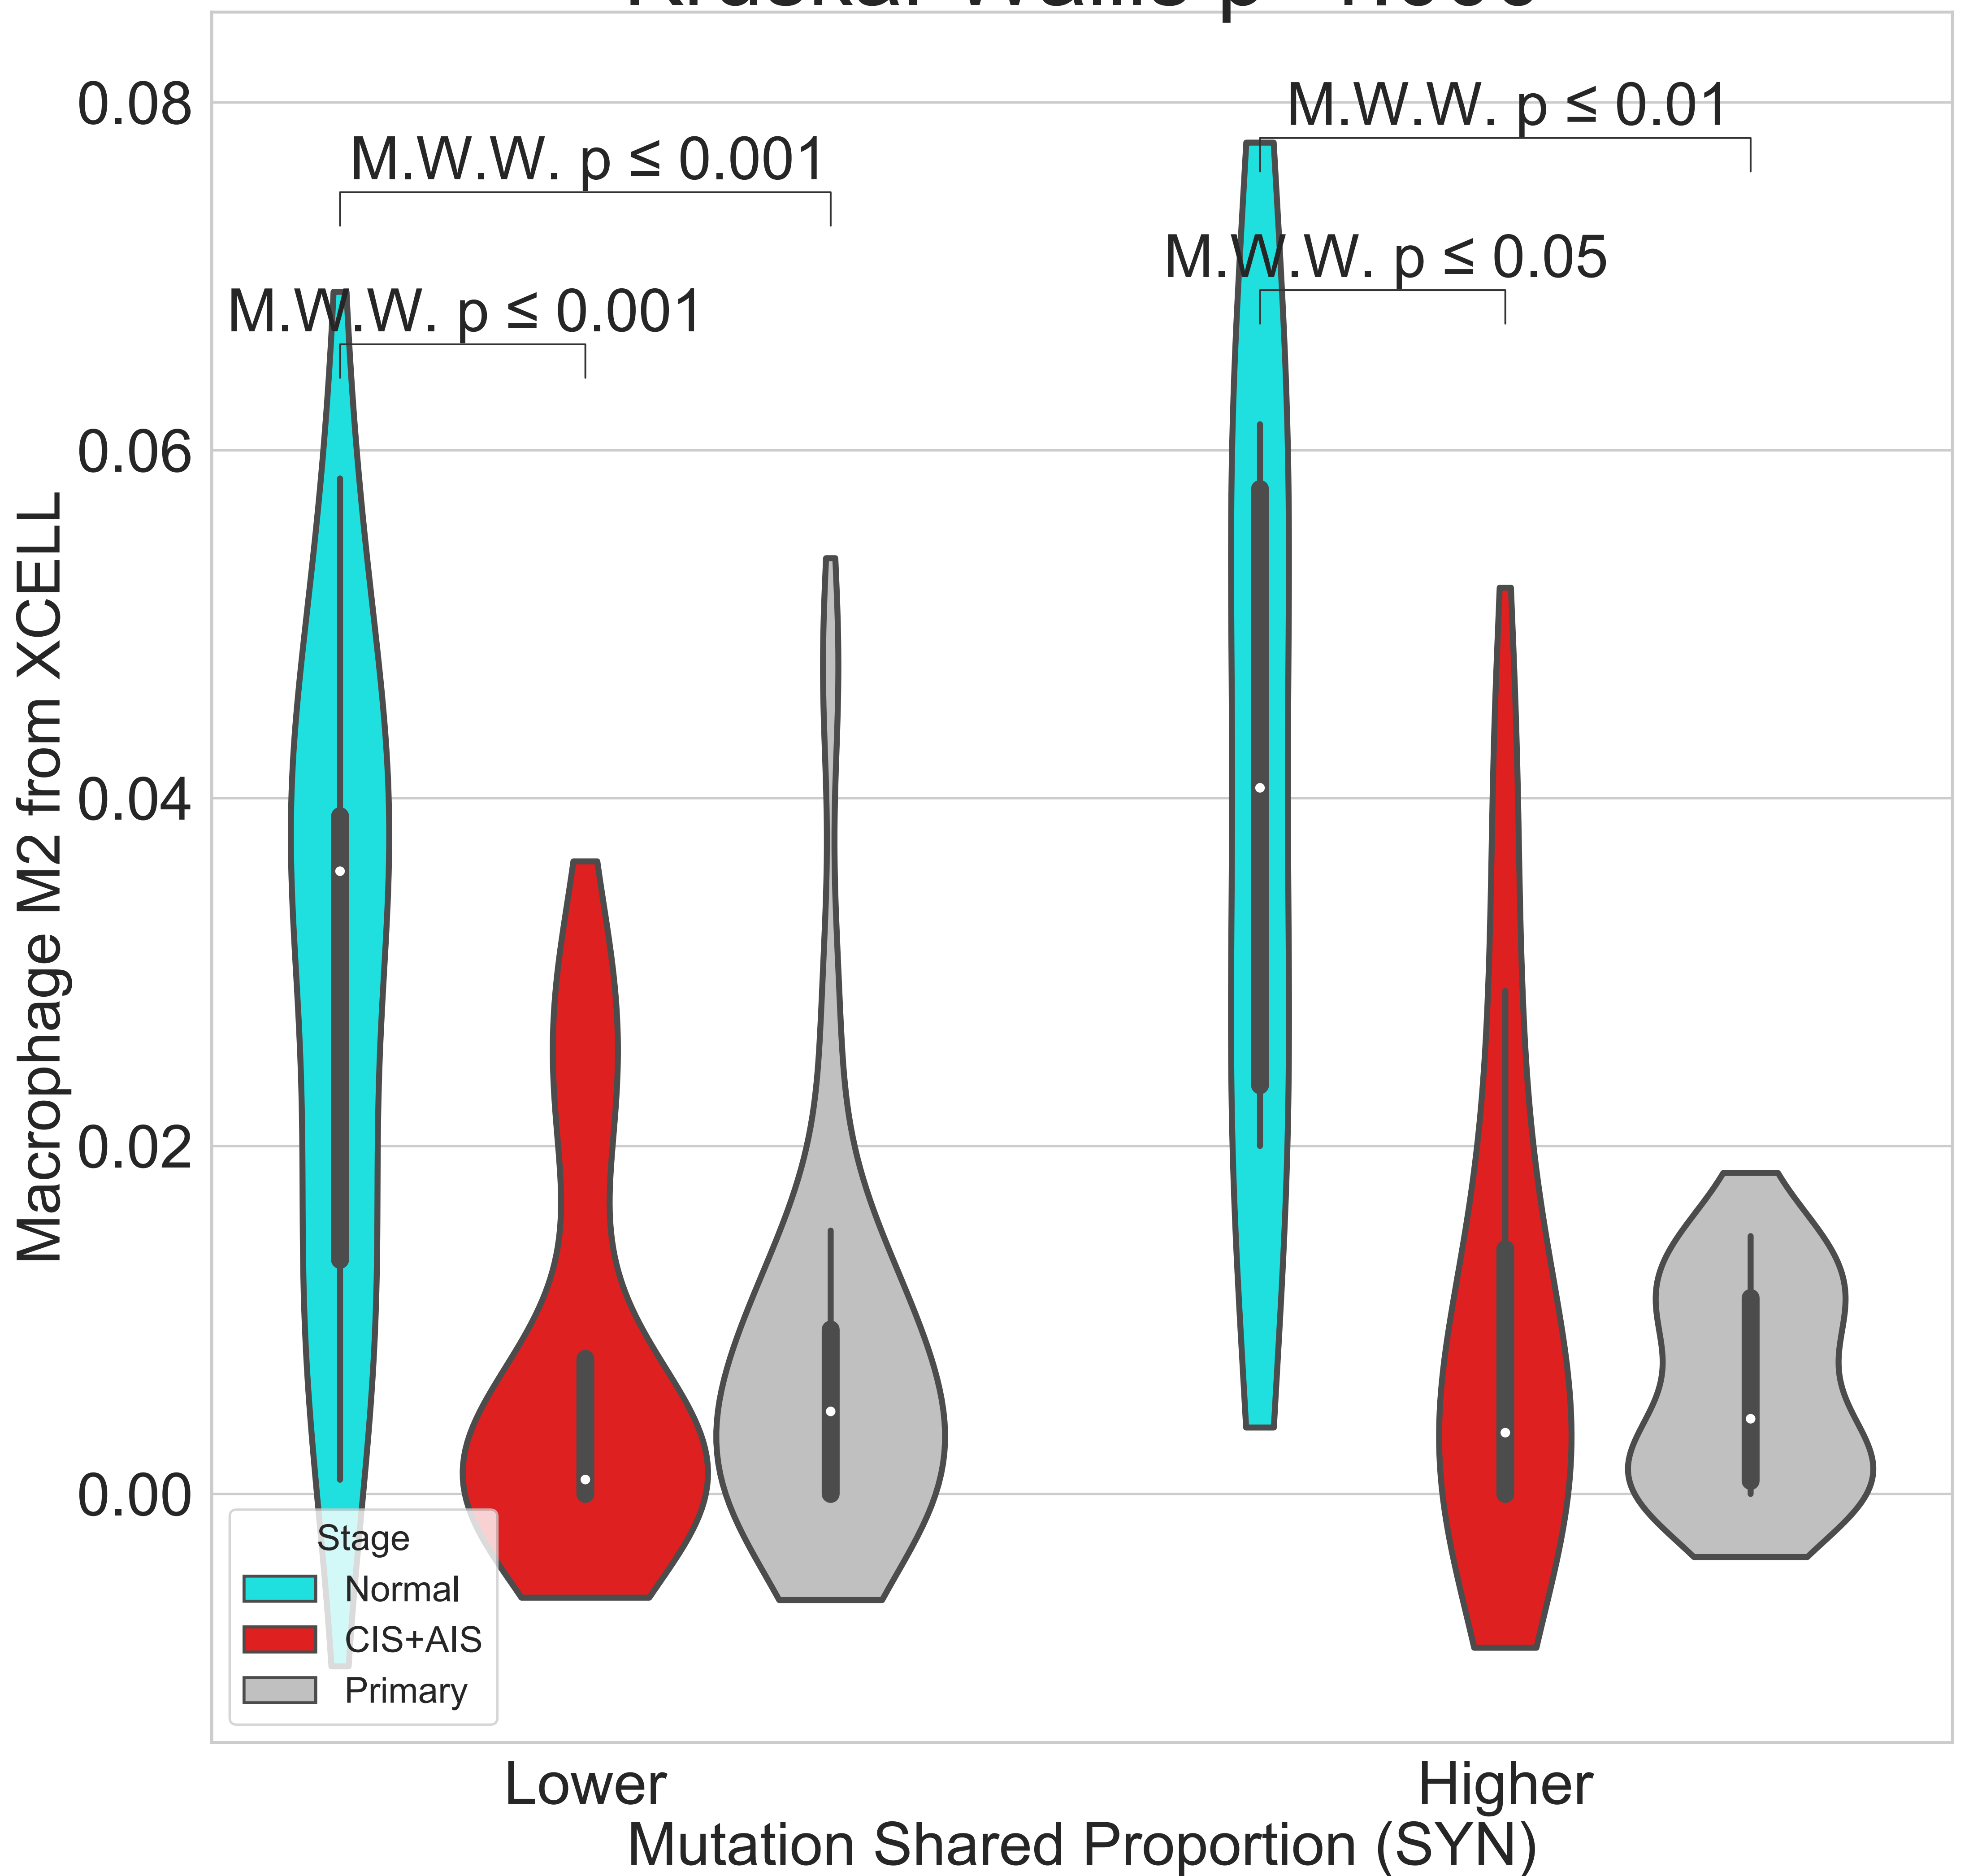 0.08
0.06
0.04
0.02
0.00
Macrophage M2 from XCELL
M.W.W. p ≤ 0.01
M.W.W. p ≤ 0.001
M.W.W. p ≤ 0.05
M.W.W. p ≤ 0.001
Stage
Normal
CIS+AIS
Primary
Lower
Higher
Mutation Shared Proportion (SYN)